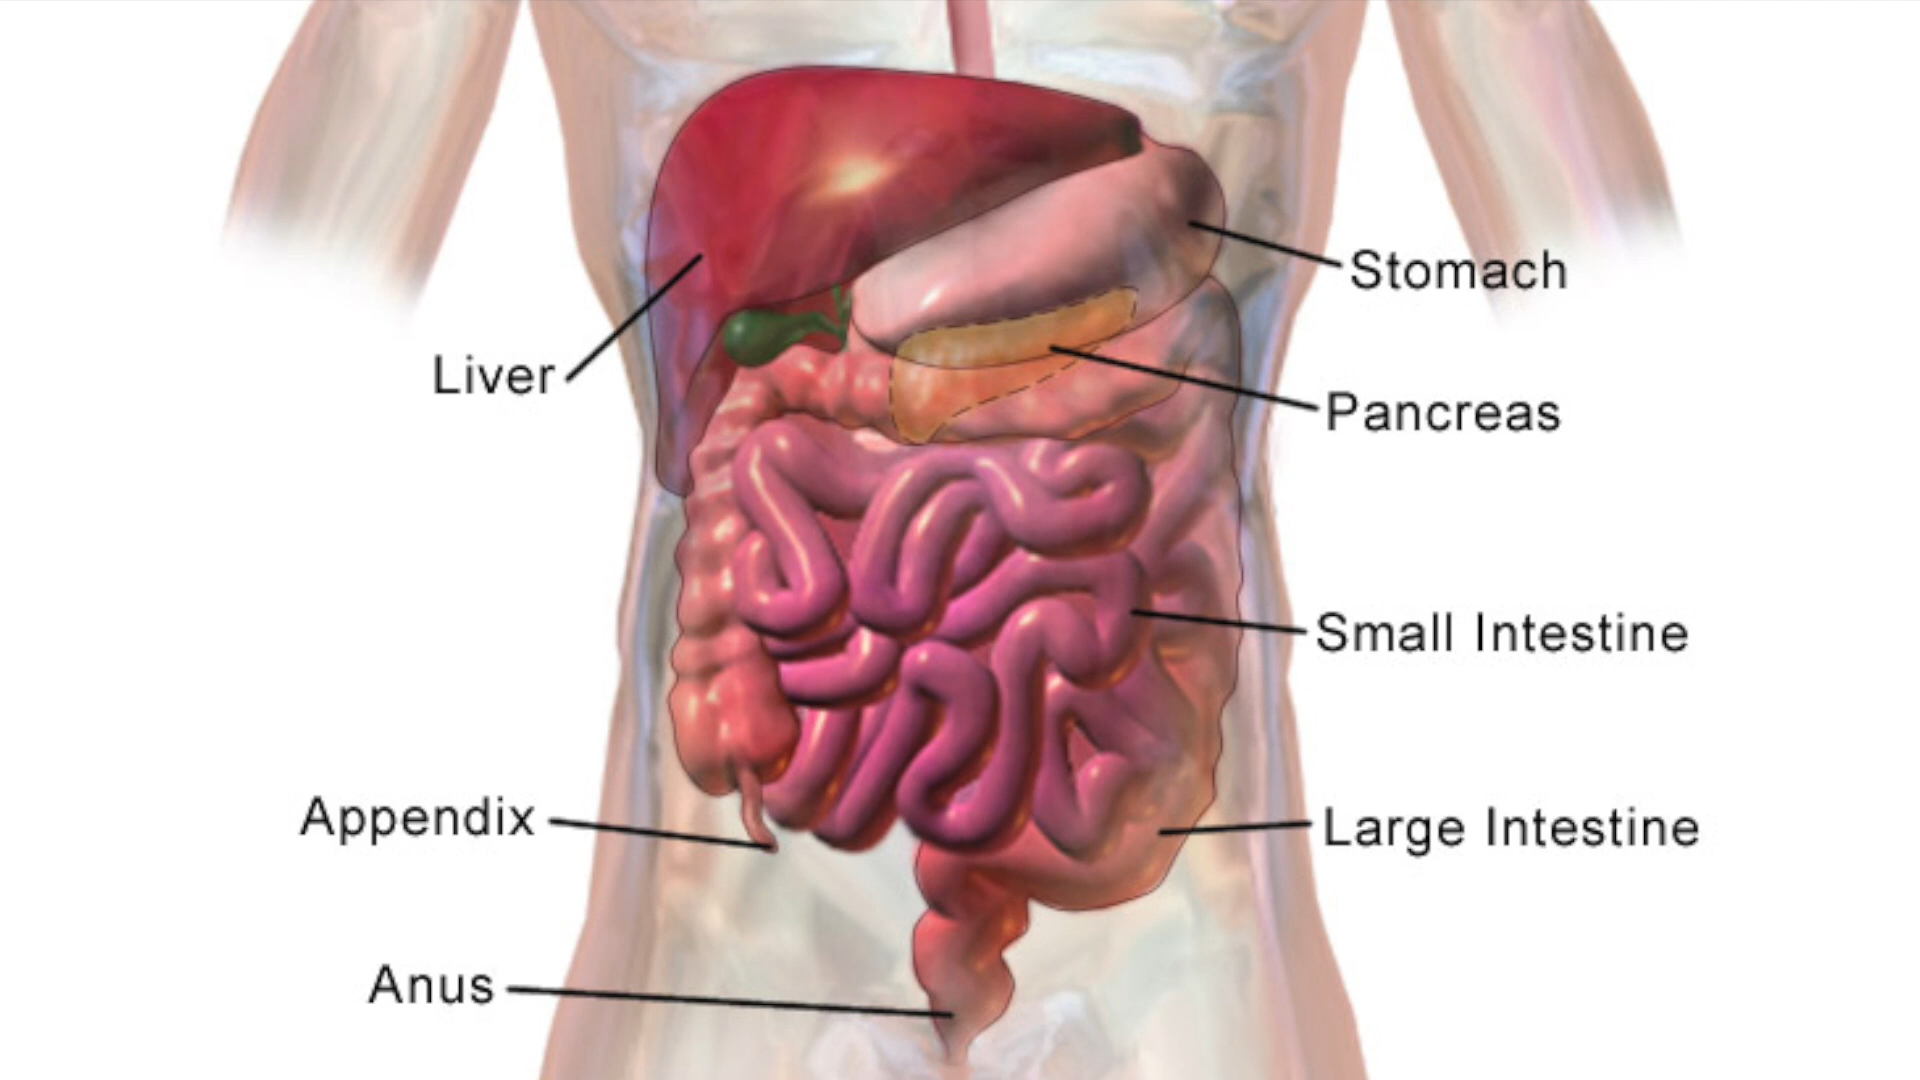 Stomach
Liver
Pancreas
Small Intestine
Appendix
Large Intestine
Anus